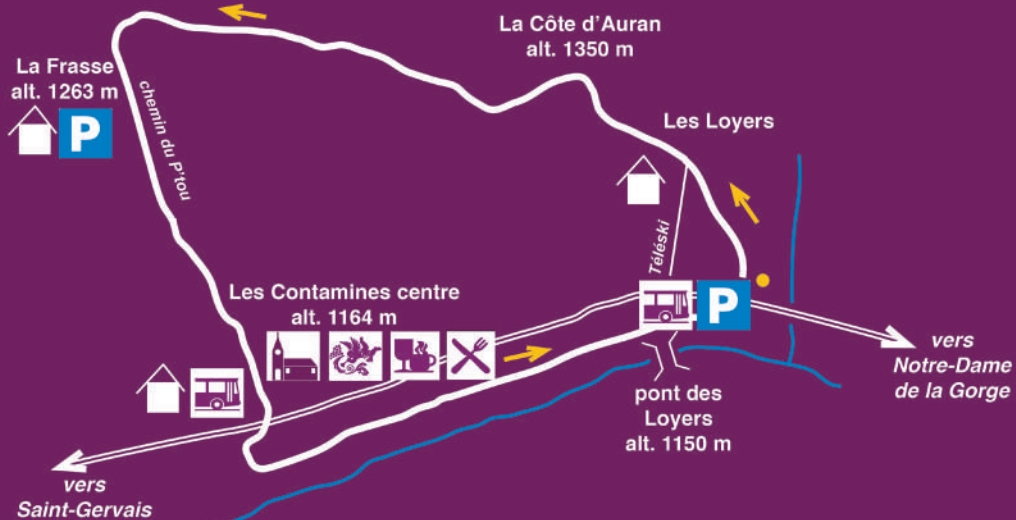 La Côte d'Auran
alt. 1350 m
La Frasse
alt. 1263 m
P
chemin du P'tou
Les Loyers
Téléski
Les Contamines centre
alt. 1164 m
P
vers
Notre-Dame
de la Gorge
pont des
Loyers
alt. 1150 m
vers
Saint-Gervais